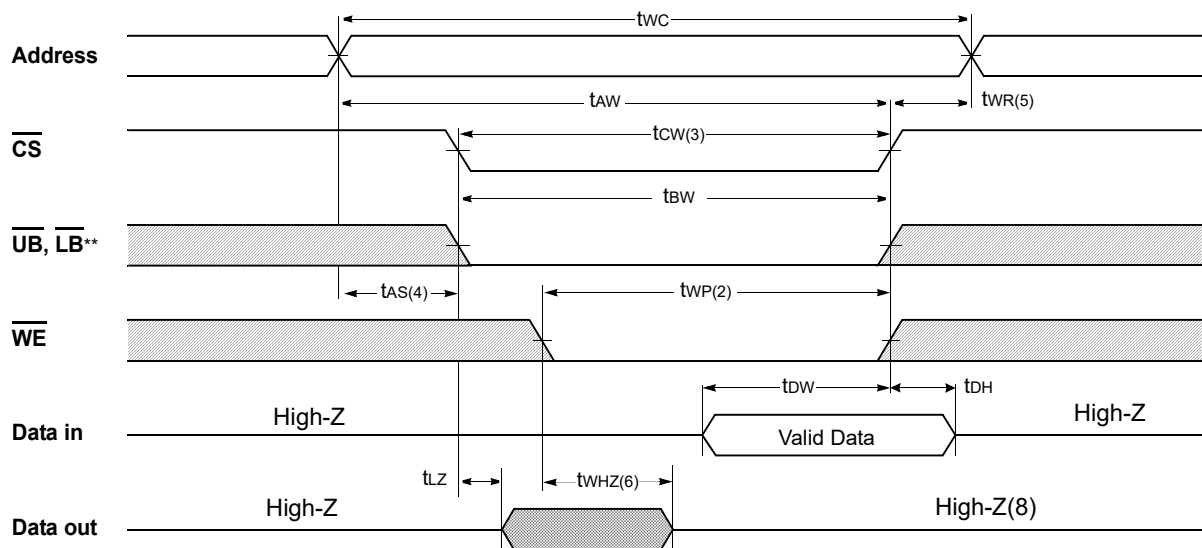 tWC
Address
tAW
tWR(5)
CS
tCW(3)
tBW
UB, LB**
tAS(4)
tWP(2)
WE
tDW
tDH
Data in
High-Z
Valid Data
High-Z
tLZ
tWHZ(6)
Data out
High-Z
High-Z(8)